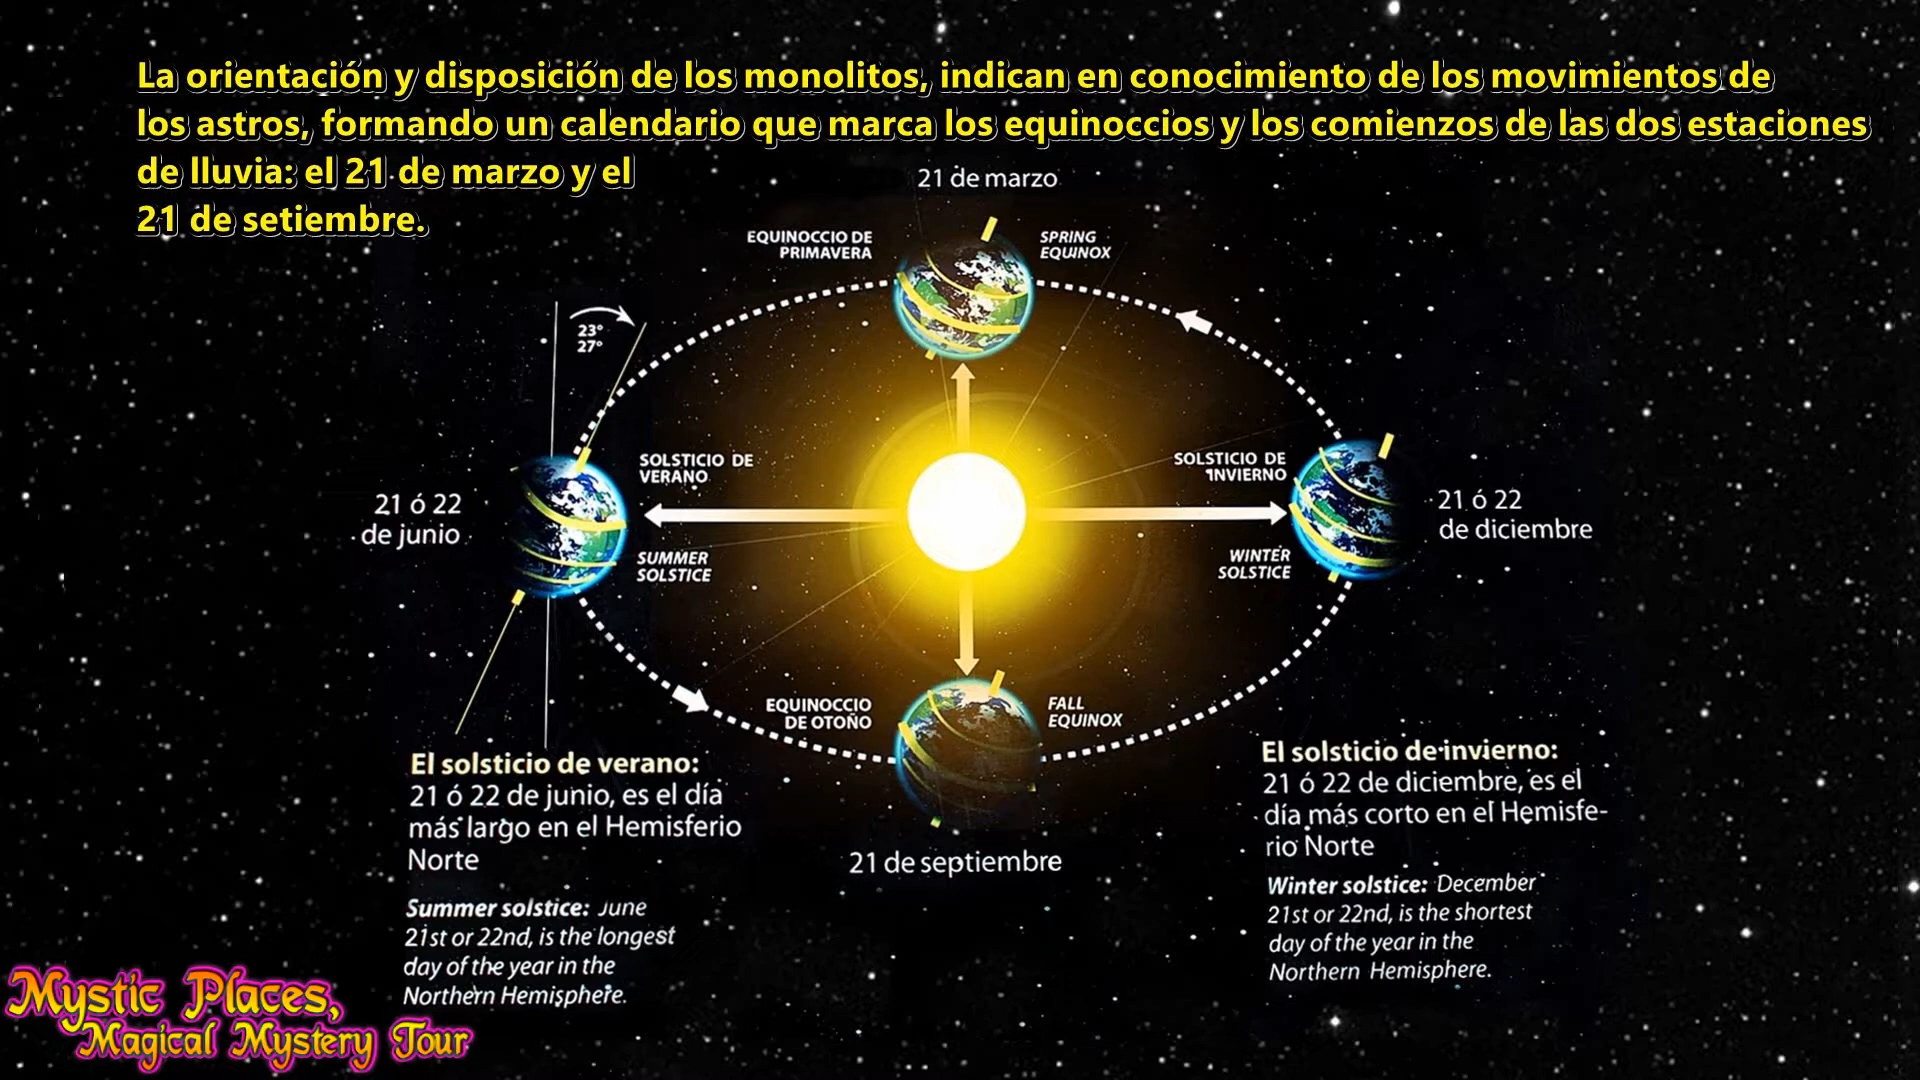 La orientación y disposición de los monolitos, indican en conocimiento de los movimientos de
los astros, formando un calendario que marca los equinoccios y los comienzos de las dos estaciones
de lluvia: el 21 de marzo y el
21 de setiembre.
21 de marzo
EQUINOCCIO DE
PRIMAVERA
SPRING
EQUINOX
23°
27°
SOLSTICIO DE
VERANO
SUMMER
SOLSTICE
21 ó 22
de junio
SOLSTICIO DE
INVIERNO
WINTER
SOLSTICE
21 ó 22
de diciembre
EQUINOCCIO
DE OTOÑO
FALL
EQUINOX
21 de septiembre
El solsticio de verano:
21 ó 22 de junio, es el día
más largo en el Hemisferio
Norte
Summer solstice: June
21st or 22nd, is the longest
day of the year in the
Northern Hemisphere.
El solsticio de invierno:
21 ó 22 de diciembre, es el
día más corto en el Hemisfe-
rio Norte
Winter solstice: December
21st or 22nd, is the shortest
day of the year in the
Northern Hemisphere.
Mystic Places,
Magical Mystery Tour